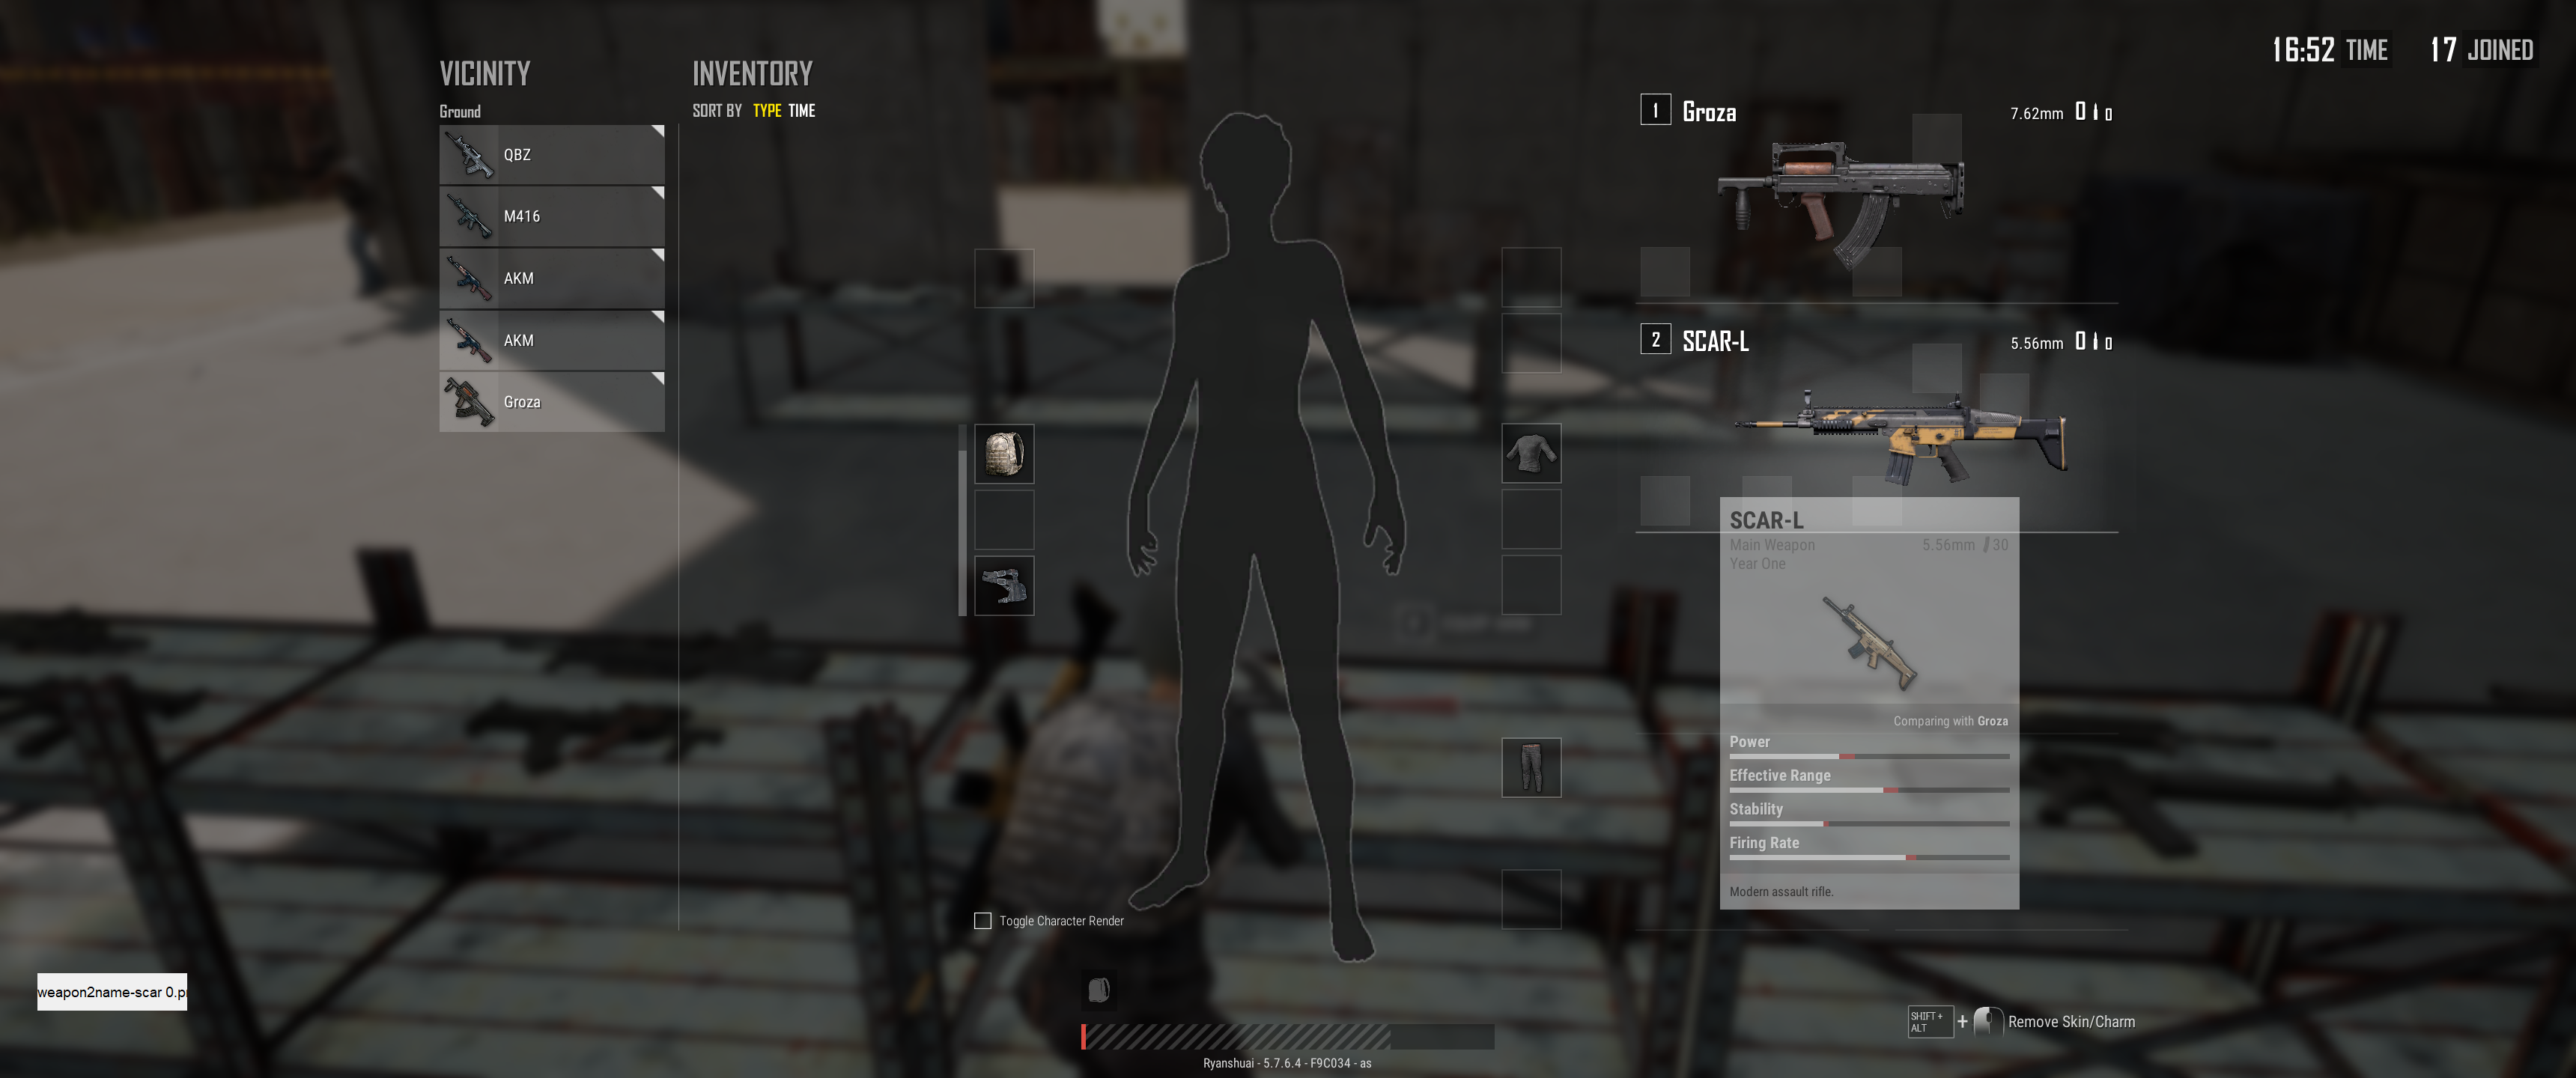 16:52 TIME 17 JOINED
VICINITY
Ground
QBZ
M416
AKM
AKM
Groza
INVENTORY
SORT BY TYPE TIME
1 Groza 7.62mm 0 0
2 SCAR-L 5.56mm 0 0
SCAR-L
Main Weapon 5.56mm / 30
Year One
Comparing with Groza
Power
Effective Range
Stability
Firing Rate
Modern assault rifle.
Toggle Character Render
weapon2name-scar 0.p
SHIFT + ALT + Remove Skin/Charm
Ryanshuai - 5.7.6.4 - F9C034 - as